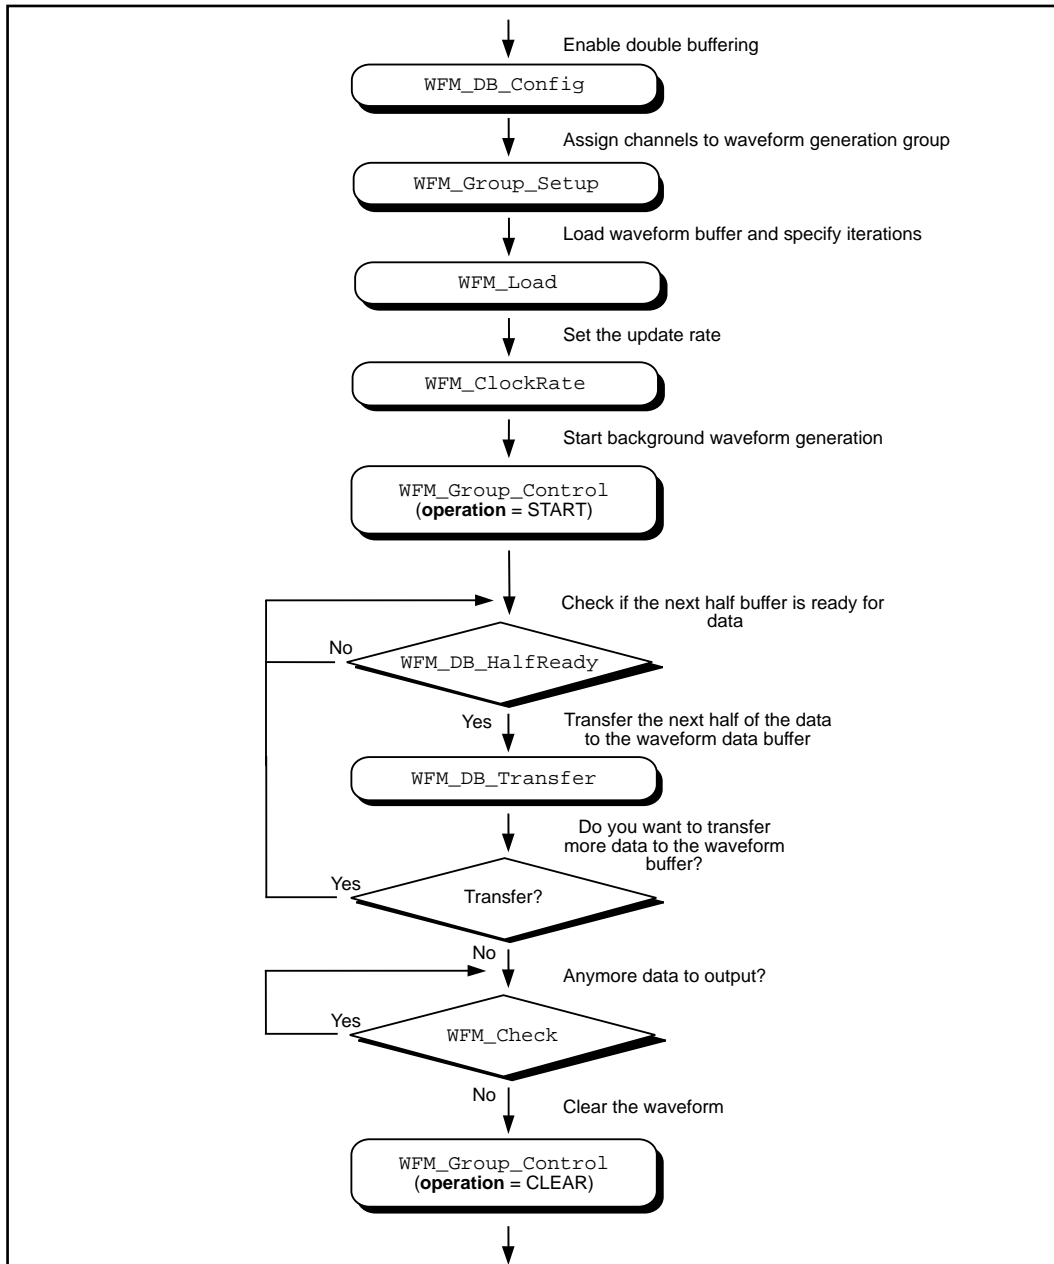 Enable double buffering
WFM_DB_Config
Assign channels to waveform generation group
WFM_Group_Setup
Load waveform buffer and specify iterations
WFM_Load
Set the update rate
WFM_ClockRate
Start background waveform generation
WFM_Group_Control
(operation = START)
Check if the next half buffer is ready for
data
No
WFM_DB_HalfReady
Yes
Transfer the next half of the data
to the waveform data buffer
WFM_DB_Transfer
Do you want to transfer
more data to the waveform
buffer?
Yes
Transfer?
No
Anymore data to output?
Yes
WFM_Check
No
Clear the waveform
WFM_Group_Control
(operation = CLEAR)